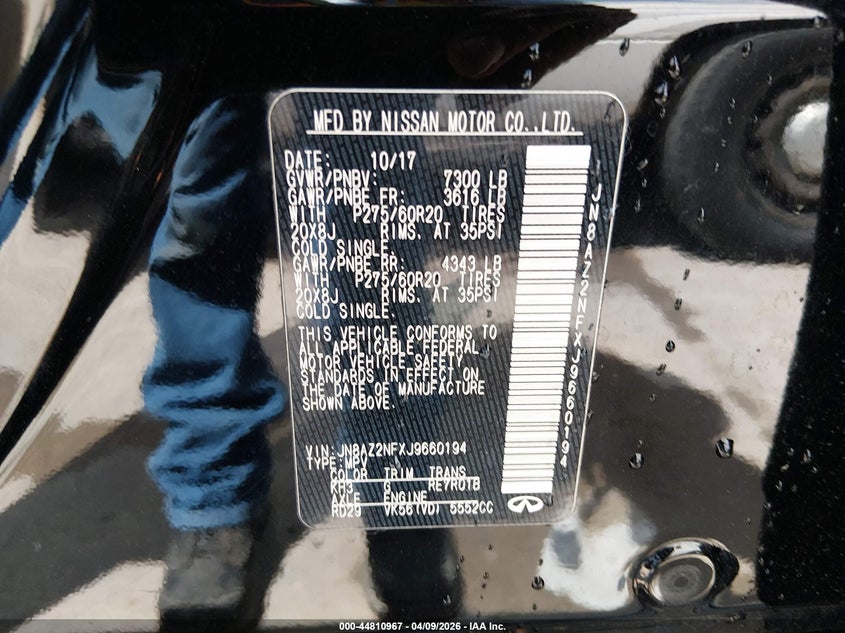 MFD BY NISSAN MOTOR CO.,LTD.
DATE: 10/17
GVWR/PNBV: 7300 LB
GAWR/PNBE FR: 3616 LB
WITH P275/60R20 TIRES
20X8J RIMS. AT 35PSI
COLD SINGLE.
GAWR/PNBE RR: 4343 LB
WITH P275/60R20 TIRES
20X8J RIMS. AT 35PSI
COLD SINGLE.
THIS VEHICLE CONFORMS TO
ALL APPLICABLE FEDERAL
MOTOR VEHICLE SAFETY
STANDARDS IN EFFECT ON
THE DATE OF MANUFACTURE
SHOWN ABOVE.
VIN:JN8AZ2NFXJ9660194
TYPE:MPV
COLOR TRIM TRANS
KH3 G RE7R01B
AXLE ENGINE
RD29 VK56(VD) 5552CC
JN8AZ2NFXJ9660194
000-44810967 - 04/09/2026 - IAA Inc.